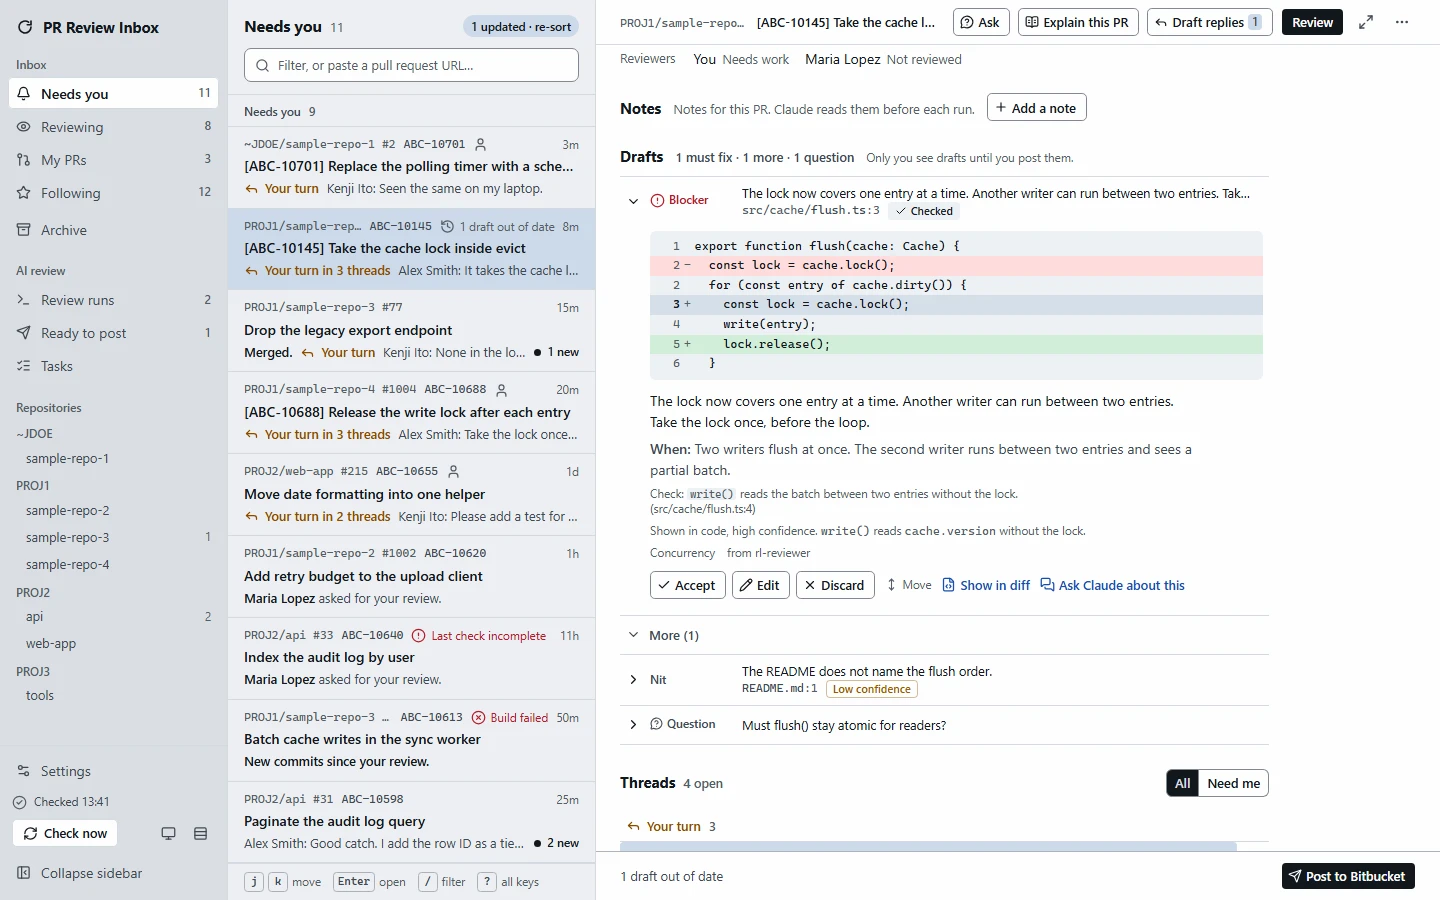 PR Review Inbox
Inbox
Needs you 11
Reviewing 8
My PRs 3
Following 12
Archive
AI review
Review runs 2
Ready to post 1
Tasks
Repositories
~JDOE
sample-repo-1
PROJ1
sample-repo-2
sample-repo-3 1
sample-repo-4
PROJ2
api 2
web-app
PROJ3
tools
Settings
Checked 13:41
Check now
Collapse sidebar
Needs you 11
1 updated · re-sort
Filter, or paste a pull request URL...
Needs you 9
~JDOE/sample-repo-1 #2 ABC-10701 3m
[ABC-10701] Replace the polling timer with a sche...
Your turn Kenji Ito: Seen the same on my laptop.
PROJ1/sample-rep... ABC-10145 1 draft out of date 8m
[ABC-10145] Take the cache lock inside evict
Your turn in 3 threads Alex Smith: It takes the cache l...
PROJ1/sample-repo-3 #77 15m
Drop the legacy export endpoint
Merged. Your turn Kenji Ito: None in the lo... 1 new
PROJ1/sample-repo-4 #1004 ABC-10688 20m
[ABC-10688] Release the write lock after each entry
Your turn in 3 threads Alex Smith: Take the lock once...
PROJ2/web-app #215 ABC-10655 1d
Move date formatting into one helper
Your turn in 2 threads Kenji Ito: Please add a test for ...
PROJ1/sample-repo-2 #1002 ABC-10620 1h
Add retry budget to the upload client
Maria Lopez asked for your review.
PROJ2/api #33 ABC-10640 Last check incomplete 11h
Index the audit log by user
Maria Lopez asked for your review.
PROJ1/sample-repo-3 ... ABC-10613 Build failed 50m
Batch cache writes in the sync worker
New commits since your review.
PROJ2/api #31 ABC-10598 25m
Paginate the audit log query
Alex Smith: Good catch. I add the row ID as a tie... 2 new
j k move Enter open / filter ? all keys
PROJ1/sample-repo... [ABC-10145] Take the cache l... Ask Explain this PR Draft replies 1 Review
Reviewers You Needs work Maria Lopez Not reviewed
Notes Notes for this PR. Claude reads them before each run. + Add a note
Drafts 1 must fix · 1 more · 1 question Only you see drafts until you post them.
Blocker The lock now covers one entry at a time. Another writer can run between two entries. Tak...
src/cache/flush.ts:3 Checked
1 export function flush(cache: Cache) {
2 - const lock = cache.lock();
2 for (const entry of cache.dirty()) {
3 + const lock = cache.lock();
4 write(entry);
5 + lock.release();
6 }
The lock now covers one entry at a time. Another writer can run between two entries.
Take the lock once, before the loop.
When: Two writers flush at once. The second writer runs between two entries and sees a
partial batch.
Check: write() reads the batch between two entries without the lock.
(src/cache/flush.ts:4)
Shown in code, high confidence. write() reads cache.version without the lock.
Concurrency from rl-reviewer
Accept Edit Discard Move Show in diff Ask Claude about this
More (1)
Nit The README does not name the flush order.
README.md:1 Low confidence
Question Must flush() stay atomic for readers?
Threads 4 open All Need me
Your turn 3
1 draft out of date Post to Bitbucket